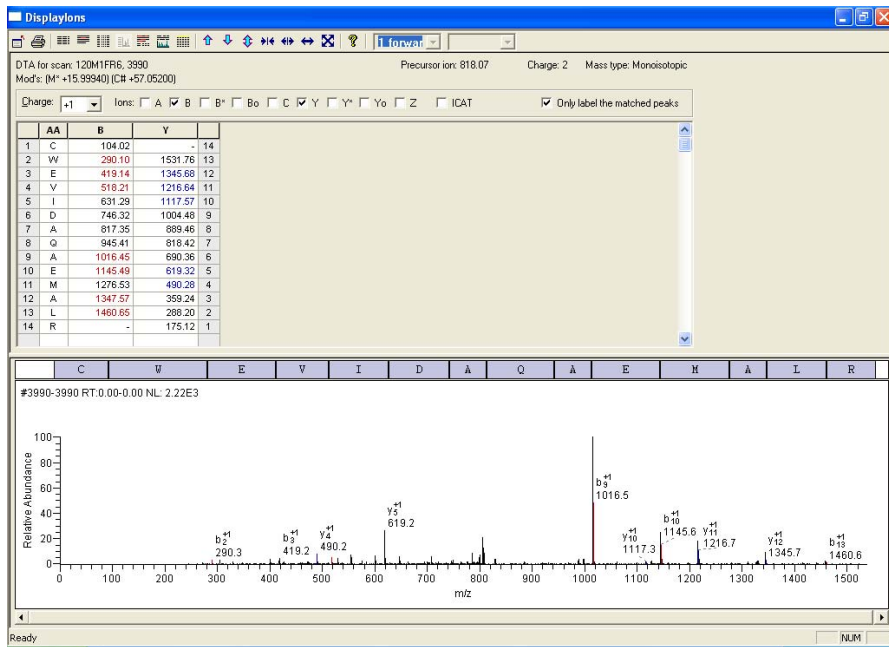 DisplayIons
1 forwar
DTA for scan: 120M1FR6, 3990 Precursor ion: 818.07 Charge: 2 Mass type: Monoisotopic
Mod's: (M* +15.99940) (C# +57.05200)
Charge: +1 Ions: A B B* Bo C Y Y* Yo Z ICAT Only label the matched peaks
AA B Y
1 C 104.02 - 14
2 W 290.10 1531.76 13
3 E 419.14 1345.68 12
4 V 518.21 1216.64 11
5 I 631.29 1117.57 10
6 D 746.32 1004.48 9
7 A 817.35 889.46 8
8 Q 945.41 818.42 7
9 A 1016.45 690.36 6
10 E 1145.49 619.32 5
11 M 1276.53 490.28 4
12 A 1347.57 359.24 3
13 L 1460.65 288.20 2
14 R - 175.12 1
C W E V I D A Q A E M A L R
#3990-3990 RT:0.00-0.00 NL: 2.22E3
Relative Abundance
100
80
60
40
20
0
b2+1
290.3
b3+1
419.2
y4+1
490.2
y5+1
619.2
b9+1
1016.5
y10+1
1117.3
b10+1
1145.6
y11+1
1216.7
y12+1
1345.7
b13+1
1460.6
0 100 200 300 400 500 600 700 800 900 1000 1100 1200 1300 1400 1500
m/z
Ready NUM